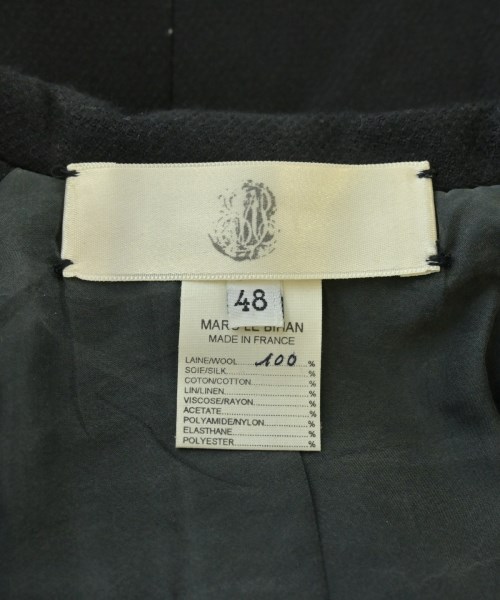 48
MARC LE BIHAN
MADE IN FRANCE
LAINE/WOOL 100 %
SOIE/SILK %
COTON/COTTON %
LIN/LINEN %
VISCOSE/RAYON %
ACETATE %
POLYAMIDE/NYLON %
ELASTHANE %
POLYESTER %